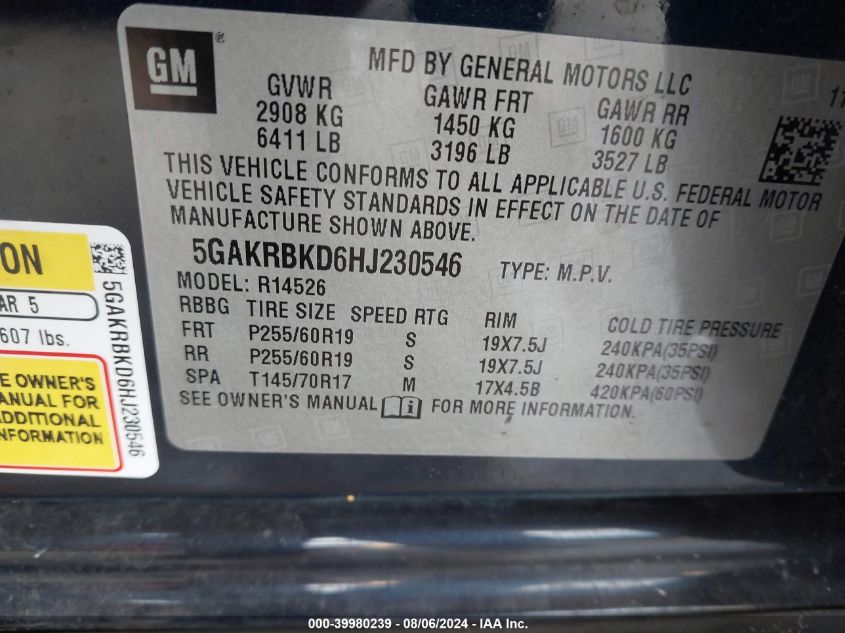 GM
MFD BY GENERAL MOTORS LLC
17
GVWR GAWR FRT GAWR RR
2908 KG 1450 KG 1600 KG
6411 LB 3196 LB 3527 LB
THIS VEHICLE CONFORMS TO ALL APPLICABLE U.S. FEDERAL MOTOR
VEHICLE SAFETY STANDARDS IN EFFECT ON THE DATE OF
MANUFACTURE SHOWN ABOVE.
5GAKRBKD6HJ230546 TYPE: M.P.V.
MODEL: R14526
RBBG TIRE SIZE SPEED RTG RIM COLD TIRE PRESSURE
FRT P255/60R19 S 19X7.5J 240KPA(35PSI)
RR P255/60R19 S 19X7.5J 240KPA(35PSI)
SPA T145/70R17 M 17X4.5B 420KPA(60PSI)
SEE OWNER'S MANUAL FOR MORE INFORMATION.
ON
AR 5
607 lbs.
E OWNER'S
MANUAL FOR
ADDITIONAL
NFORMATION
5GAKRBKD6HJ230546
000-39980239 - 08/06/2024 - IAA Inc.